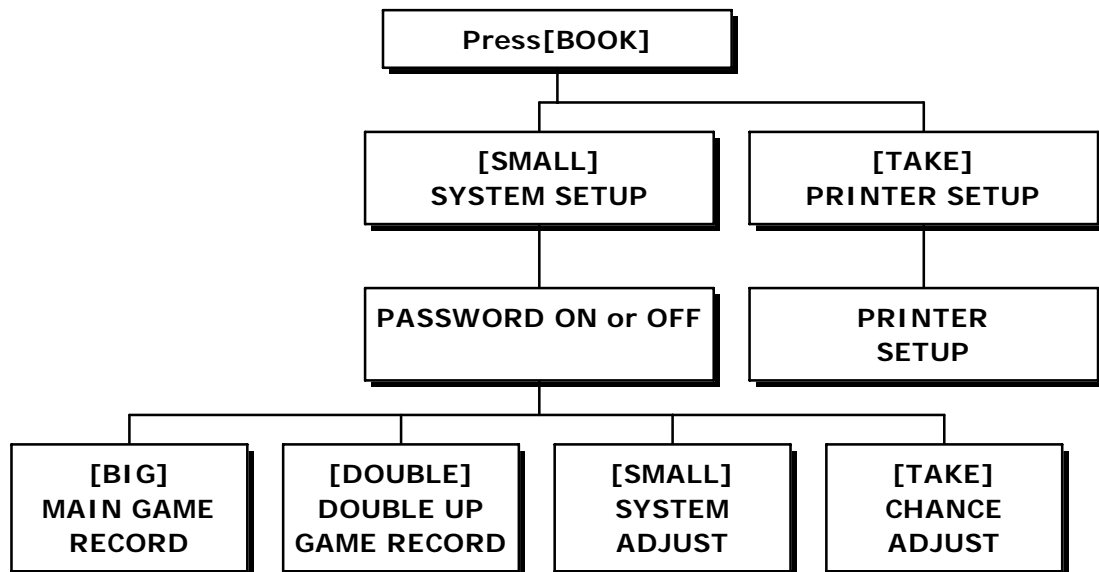 Press[BOOK]
[SMALL]
SYSTEM SETUP
[TAKE]
PRINTER SETUP
PASSWORD ON or OFF
PRINTER
SETUP
[BIG]
MAIN GAME
RECORD
[DOUBLE]
DOUBLE UP
GAME RECORD
[SMALL]
SYSTEM
ADJUST
[TAKE]
CHANCE
ADJUST